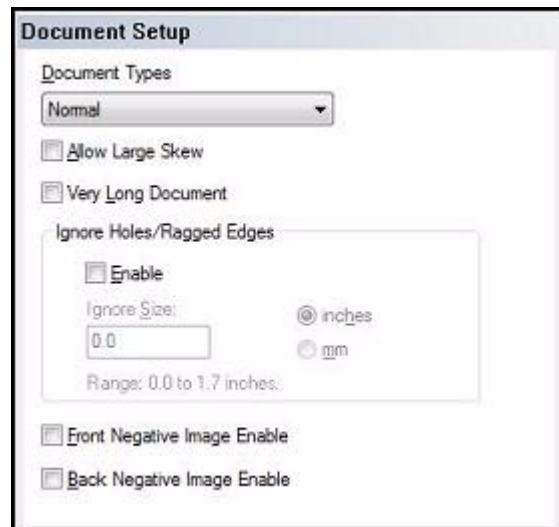 Document Setup
Document Types
Normal
Allow Large Skew
Very Long Document
Ignore Holes/Ragged Edges
Enable
Ignore Size:
inches
0.0
mm
Range: 0.0 to 1.7 inches.
Front Negative Image Enable
Back Negative Image Enable